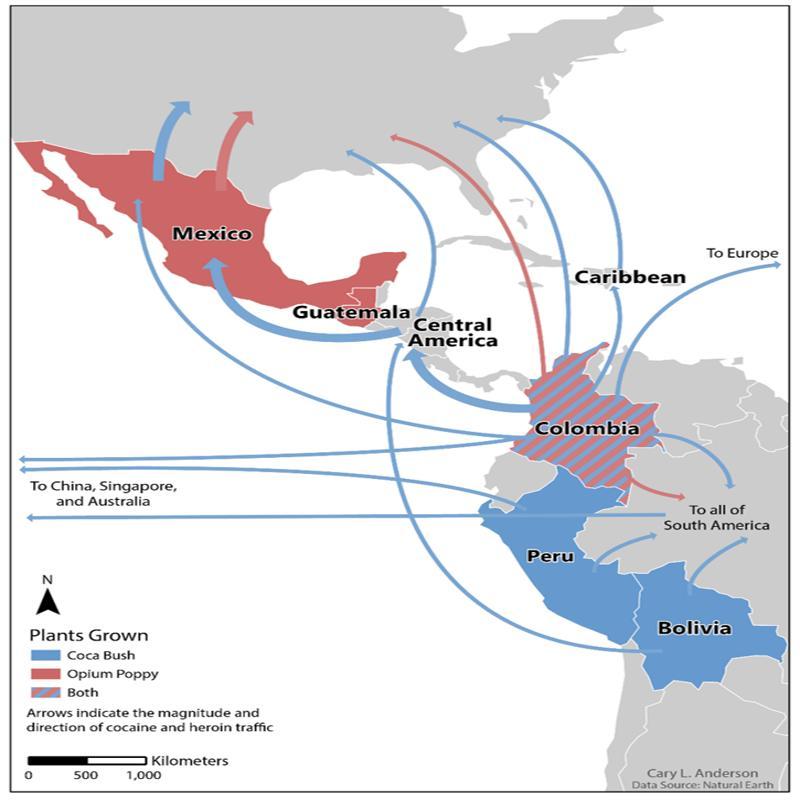 Mexico
Guatemala
Central
America
Caribbean
To Europe
Colombia
To China, Singapore,
and Australia
To all of
South America
Peru
Bolivia
N
Plants Grown
Coca Bush
Opium Poppy
Both
Arrows indicate the magnitude and
direction of cocaine and heroin traffic
Kilometers
0 500 1,000
Cary L. Anderson
Data Source: Natural Earth